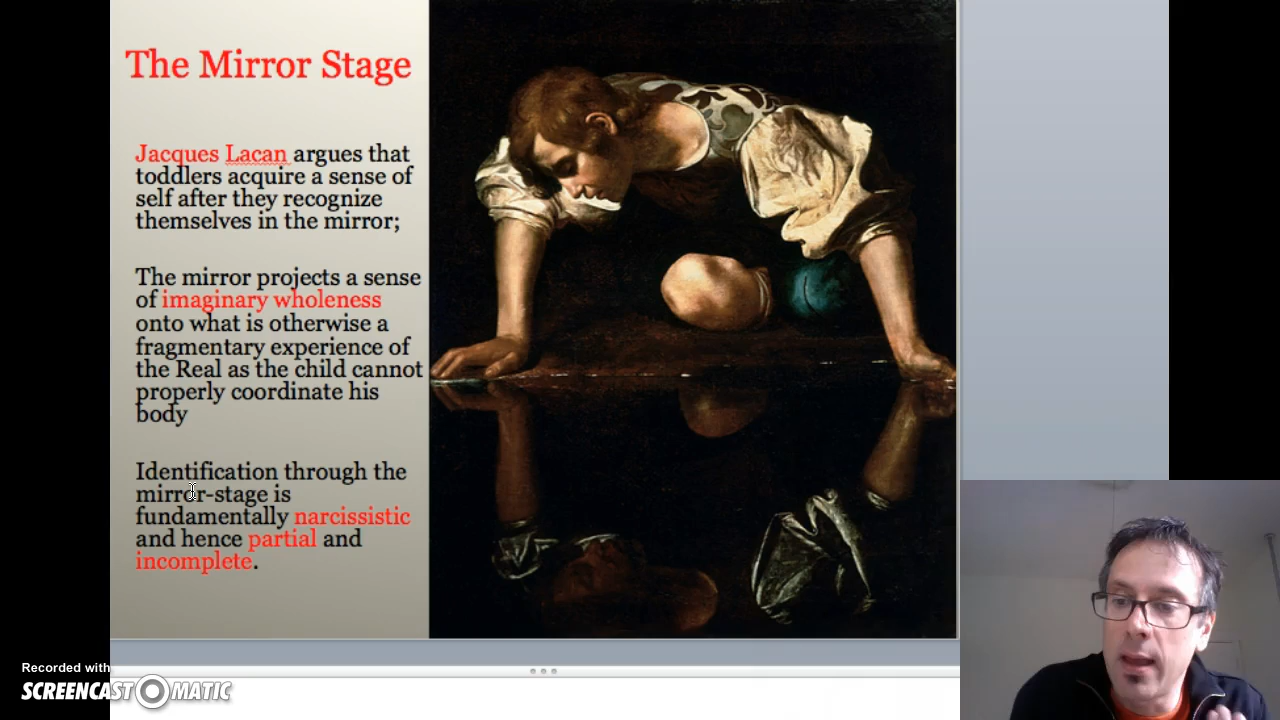 The Mirror Stage
Jacques Lacan argues that
toddlers acquire a sense of
self after they recognize
themselves in the mirror;
The mirror projects a sense
of imaginary wholeness
onto what is otherwise a
fragmentary experience of
the Real as the child cannot
properly coordinate his
body
Identification through the
mirror-stage is
fundamentally narcissistic
and hence partial and
incomplete.
Recorded with
SCREENCAST O MATIC